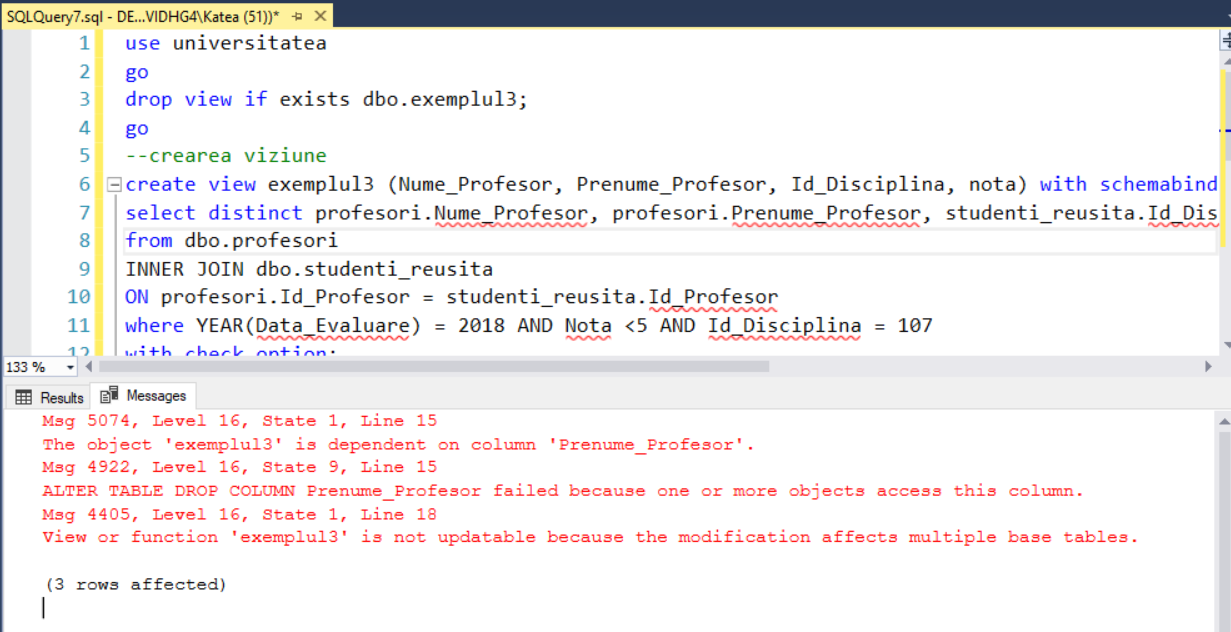 SQLQuery7.sql - DE...VIDHG4\Katea (51))*
1 use universitatea
2 go
3 drop view if exists dbo.exemplul3;
4 go
5 --crearea viziune
6 create view exemplul3 (Nume_Profesor, Prenume_Profesor, Id_Disciplina, nota) with schemabind
7 select distinct profesori.Nume_Profesor, profesori.Prenume_Profesor, studenti_reusita.Id_Dis
8 from dbo.profesori
9 INNER JOIN dbo.studenti_reusita
10 ON profesori.Id_Profesor = studenti_reusita.Id_Profesor
11 where YEAR(Data_Evaluare) = 2018 AND Nota <5 AND Id_Disciplina = 107
12 with check option;
133 %
Results Messages
Msg 5074, Level 16, State 1, Line 15
The object 'exemplul3' is dependent on column 'Prenume_Profesor'.
Msg 4922, Level 16, State 9, Line 15
ALTER TABLE DROP COLUMN Prenume_Profesor failed because one or more objects access this column.
Msg 4405, Level 16, State 1, Line 18
View or function 'exemplul3' is not updatable because the modification affects multiple base tables.
(3 rows affected)